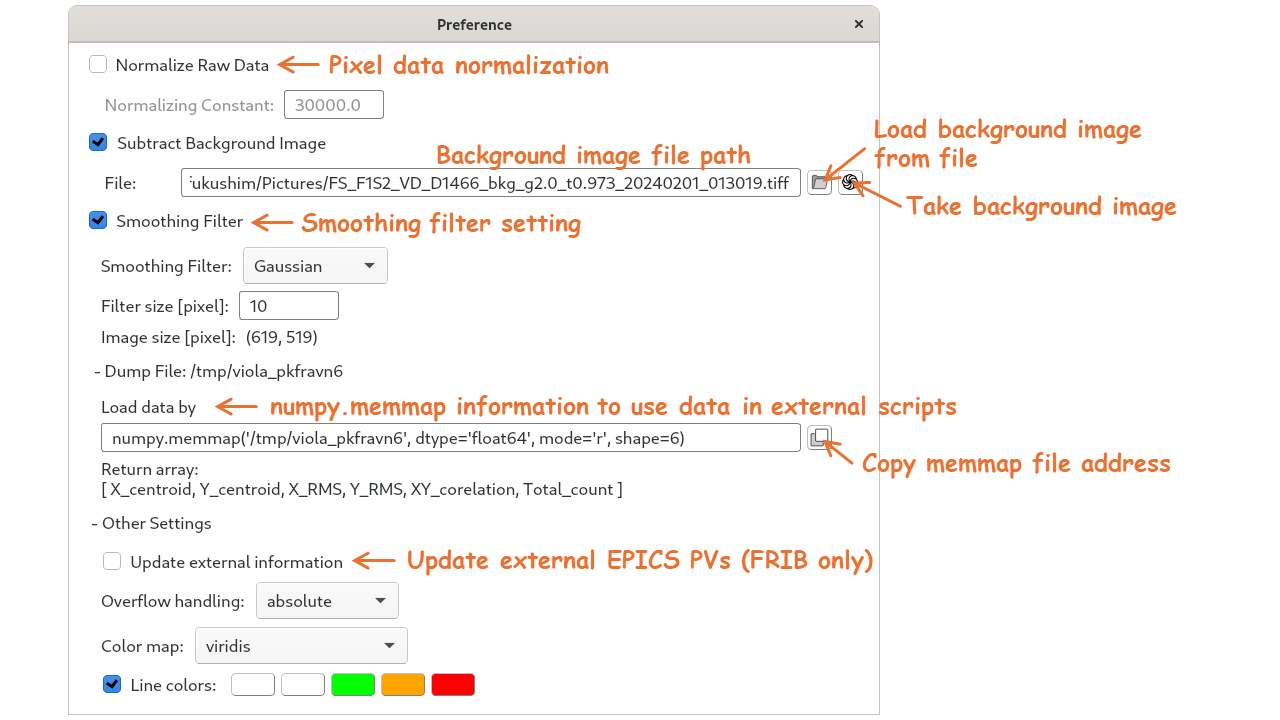 Preference
Normalize Raw Data
Pixel data normalization
Normalizing Constant: 30000.0
Subtract Background Image
Background image file path
Load background image
from file
File: ukushim/Pictures/FS_F1S2_VD_D1466_bkg_g2.0_t0.973_20240201_013019.tiff
Take background image
Smoothing Filter
Smoothing filter setting
Smoothing Filter: Gaussian
Filter size [pixel]: 10
Image size [pixel]: (619, 519)
- Dump File: /tmp/viola_pkfravn6
Load data by
numpy.memmap information to use data in external scripts
numpy.memmap('/tmp/viola_pkfravn6', dtype='float64', mode='r', shape=6)
Copy memmap file address
Return array:
[ X_centroid, Y_centroid, X_RMS, Y_RMS, XY_corelation, Total_count ]
- Other Settings
Update external information
Update external EPICS PVs (FRIB only)
Overflow handling: absolute
Color map: viridis
Line colors: